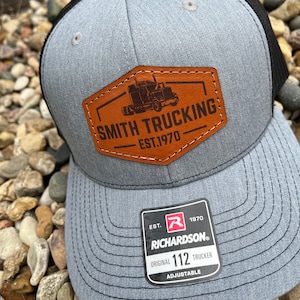 SMITH TRUCKING
EST.1970
EST. R 1970
RICHARDSON®
ORIGINAL 112 TRUCKER
ADJUSTABLE